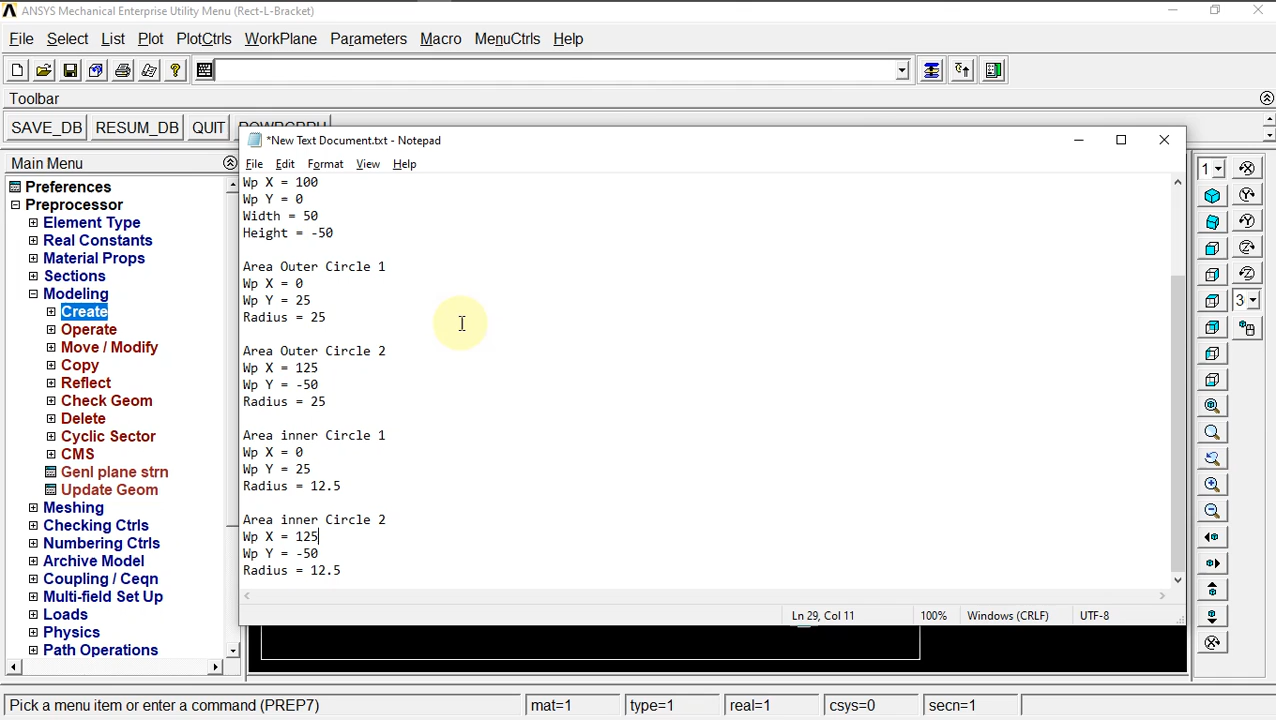 ANSYS Mechanical Enterprise Utility Menu (Rect-L-Bracket)
File Select List Plot PlotCtrls WorkPlane Parameters Macro MenuCtrls Help
Toolbar
SAVE_DB RESUM_DB QUIT
Main Menu
Preferences
Preprocessor
Element Type
Real Constants
Material Props
Sections
Modeling
Create
Operate
Move / Modify
Copy
Reflect
Check Geom
Delete
Cyclic Sector
CMS
Genl plane strn
Update Geom
Meshing
Checking Ctrls
Numbering Ctrls
Archive Model
Coupling / Ceqn
Multi-field Set Up
Loads
Physics
Path Operations
*New Text Document.txt - Notepad
File Edit Format View Help
Wp X = 100
Wp Y = 0
Width = 50
Height = -50
Area Outer Circle 1
Wp X = 0
Wp Y = 25
Radius = 25
Area Outer Circle 2
Wp X = 125
Wp Y = -50
Radius = 25
Area inner Circle 1
Wp X = 0
Wp Y = 25
Radius = 12.5
Area inner Circle 2
Wp X = 125
Wp Y = -50
Radius = 12.5
Ln 29, Col 11 100% Windows (CRLF) UTF-8
1
3
Pick a menu item or enter a command (PREP7) mat=1 type=1 real=1 csys=0 secn=1